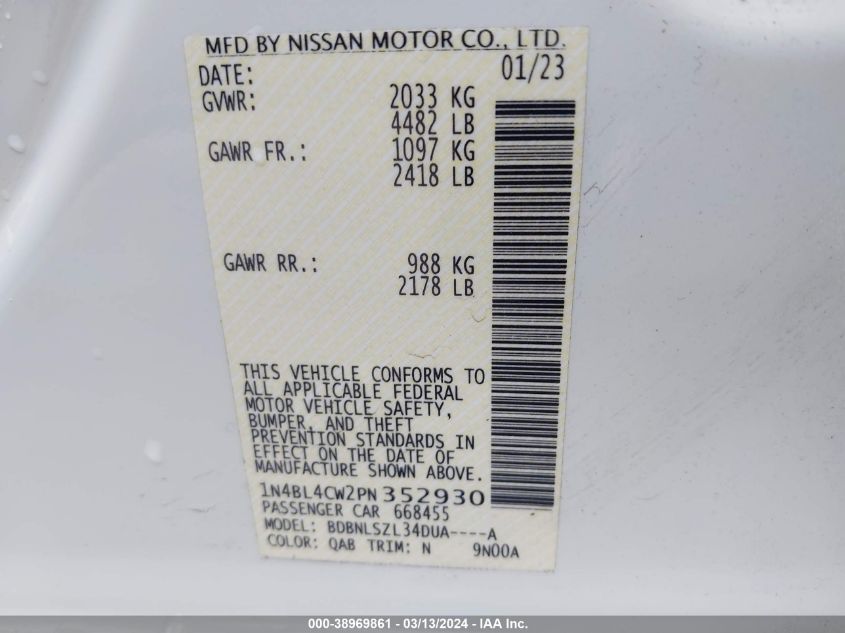 MFD BY NISSAN MOTOR CO., LTD.
DATE: 01/23
GVWR: 2033 KG
4482 LB
GAWR FR.: 1097 KG
2418 LB
GAWR RR.: 988 KG
2178 LB
THIS VEHICLE CONFORMS TO
ALL APPLICABLE FEDERAL
MOTOR VEHICLE SAFETY,
BUMPER, AND THEFT
PREVENTION STANDARDS IN
EFFECT ON THE DATE OF
MANUFACTURE SHOWN ABOVE.
1N4BL4CW2PN352930
PASSENGER CAR 668455
MODEL: BDBNLSZL34DUA----A
COLOR: QAB TRIM: N 9N00A
000-38969861 - 03/13/2024 - IAA Inc.